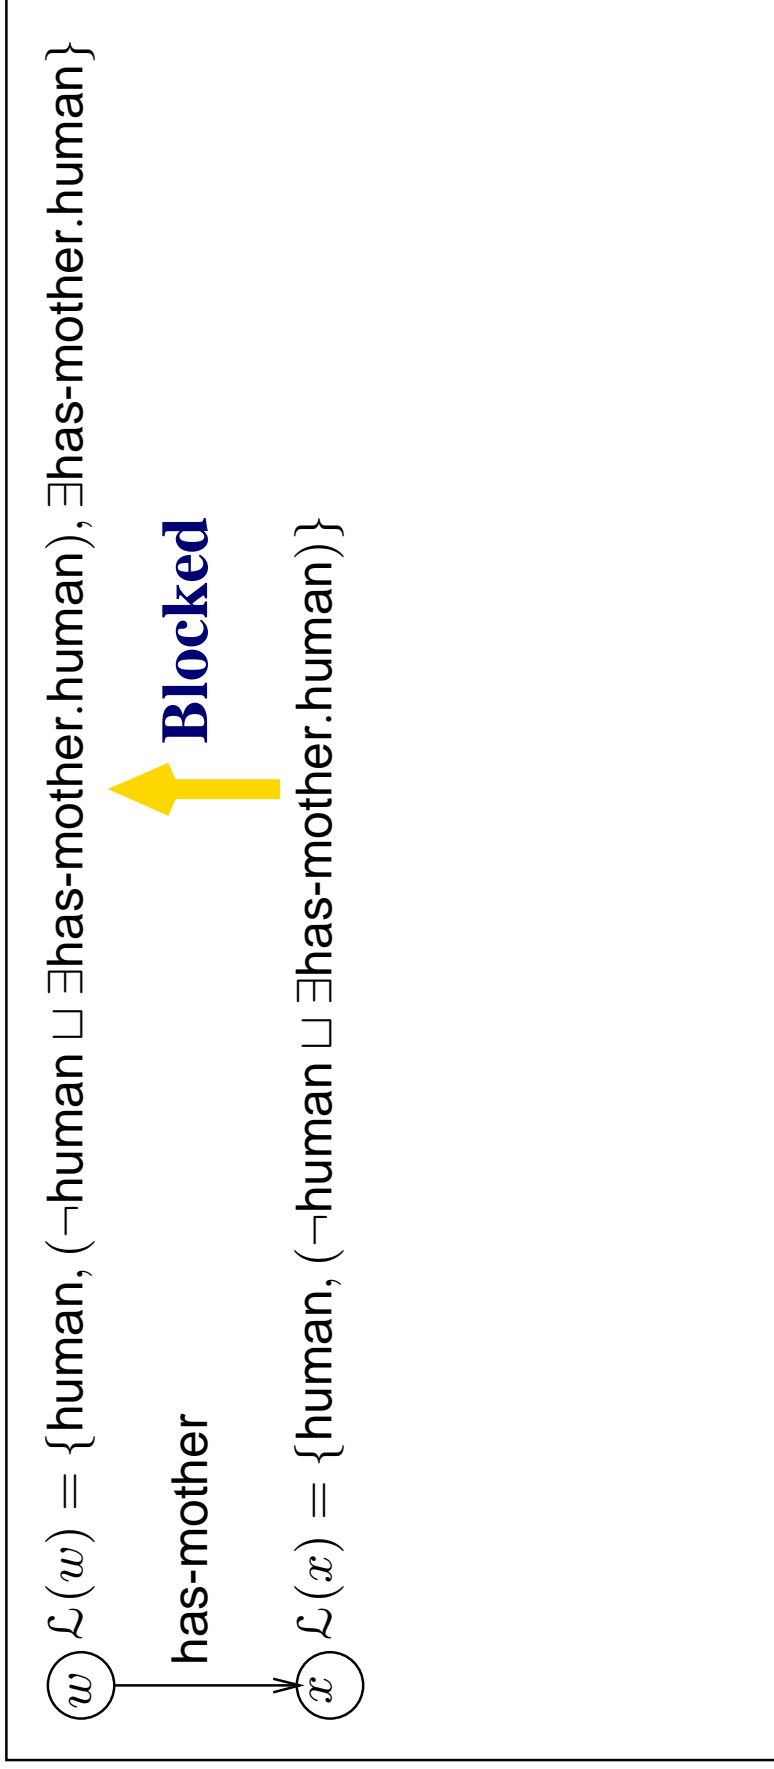 w ℒ(w) = {human, (¬human ⊔ ∃has-mother.human), ∃has-mother.human}
has-mother Blocked
x ℒ(x) = {human, (¬human ⊔ ∃has-mother.human)}